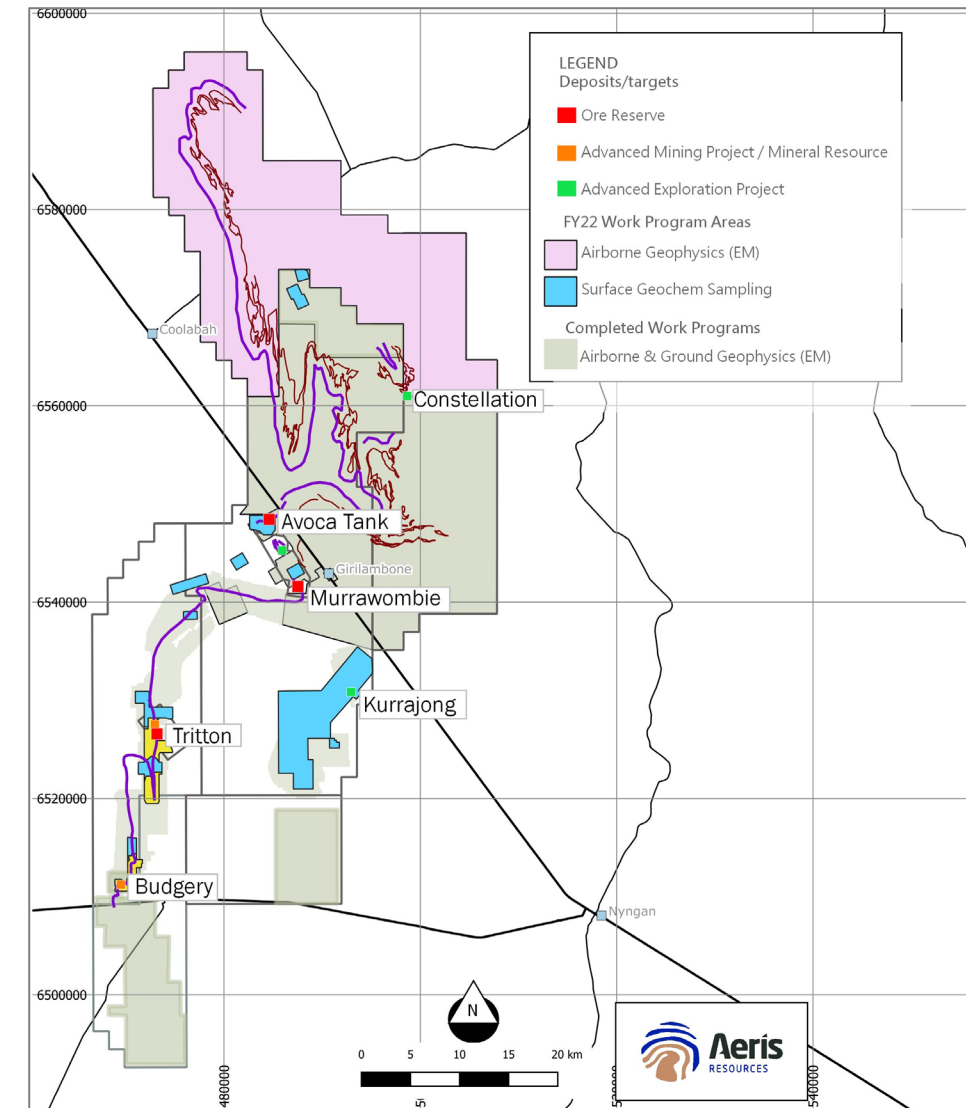 6600000
LEGEND
Deposits/targets
Ore Reserve
Advanced Mining Project / Mineral Resource
Advanced Exploration Project
FY22 Work Program Areas
Airborne Geophysics (EM)
Surface Geochem Sampling
Completed Work Programs
Airborne & Ground Geophysics (EM)
6580000
Coolabah
6560000
Constellation
Avoca Tank
Girilambone
6540000
Murrawombie
Kurrajong
Tritton
6520000
Budgery
Nyngan
6500000
N
0 5 10 15 20 km
Aeris
RESOURCES
480000
540000